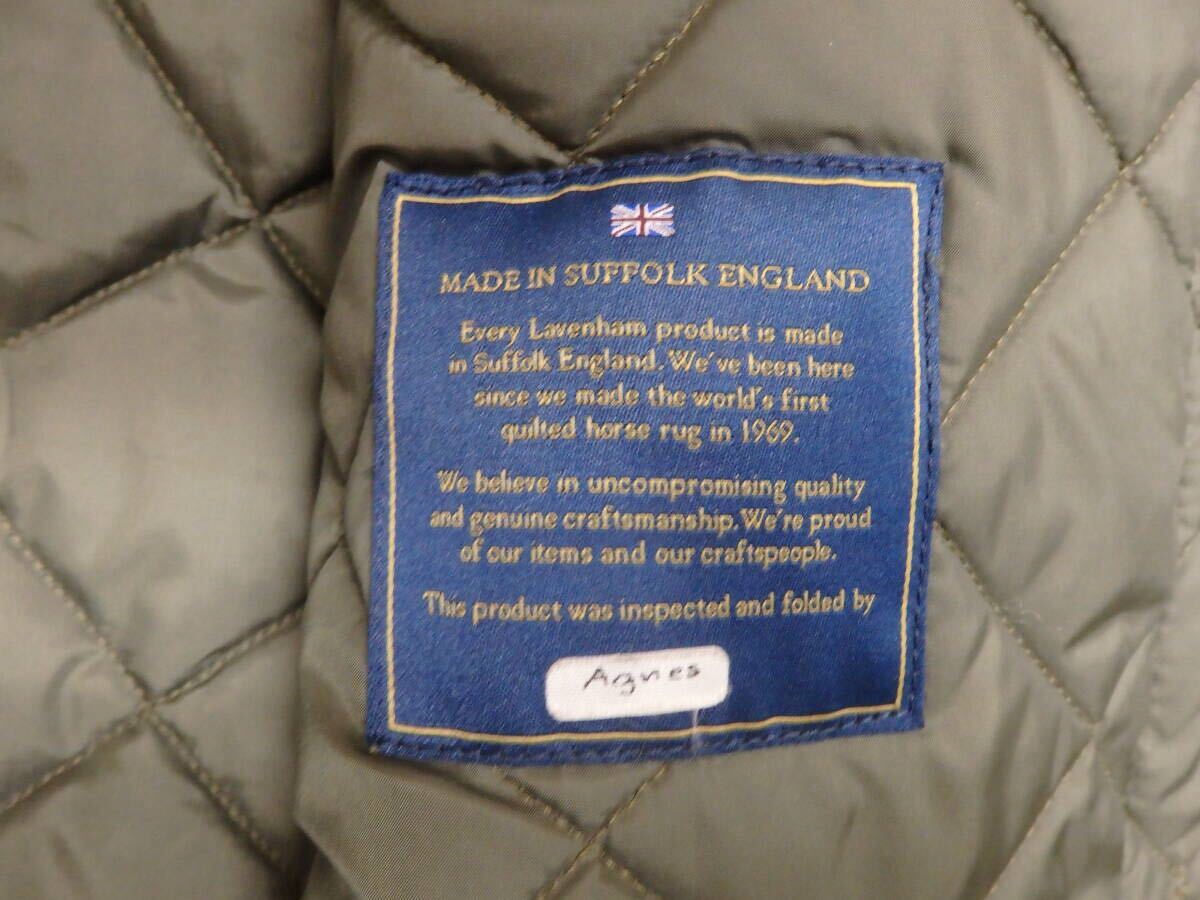 MADE IN SUFFOLK ENGLAND
Every Lavenham product is made
in Suffolk England. We've been here
since we made the world's first
quilted horse rug in 1969.
We believe in uncompromising quality
and genuine craftsmanship. We're proud
of our items and our craftspeople.
This product was inspected and folded by
Agnes